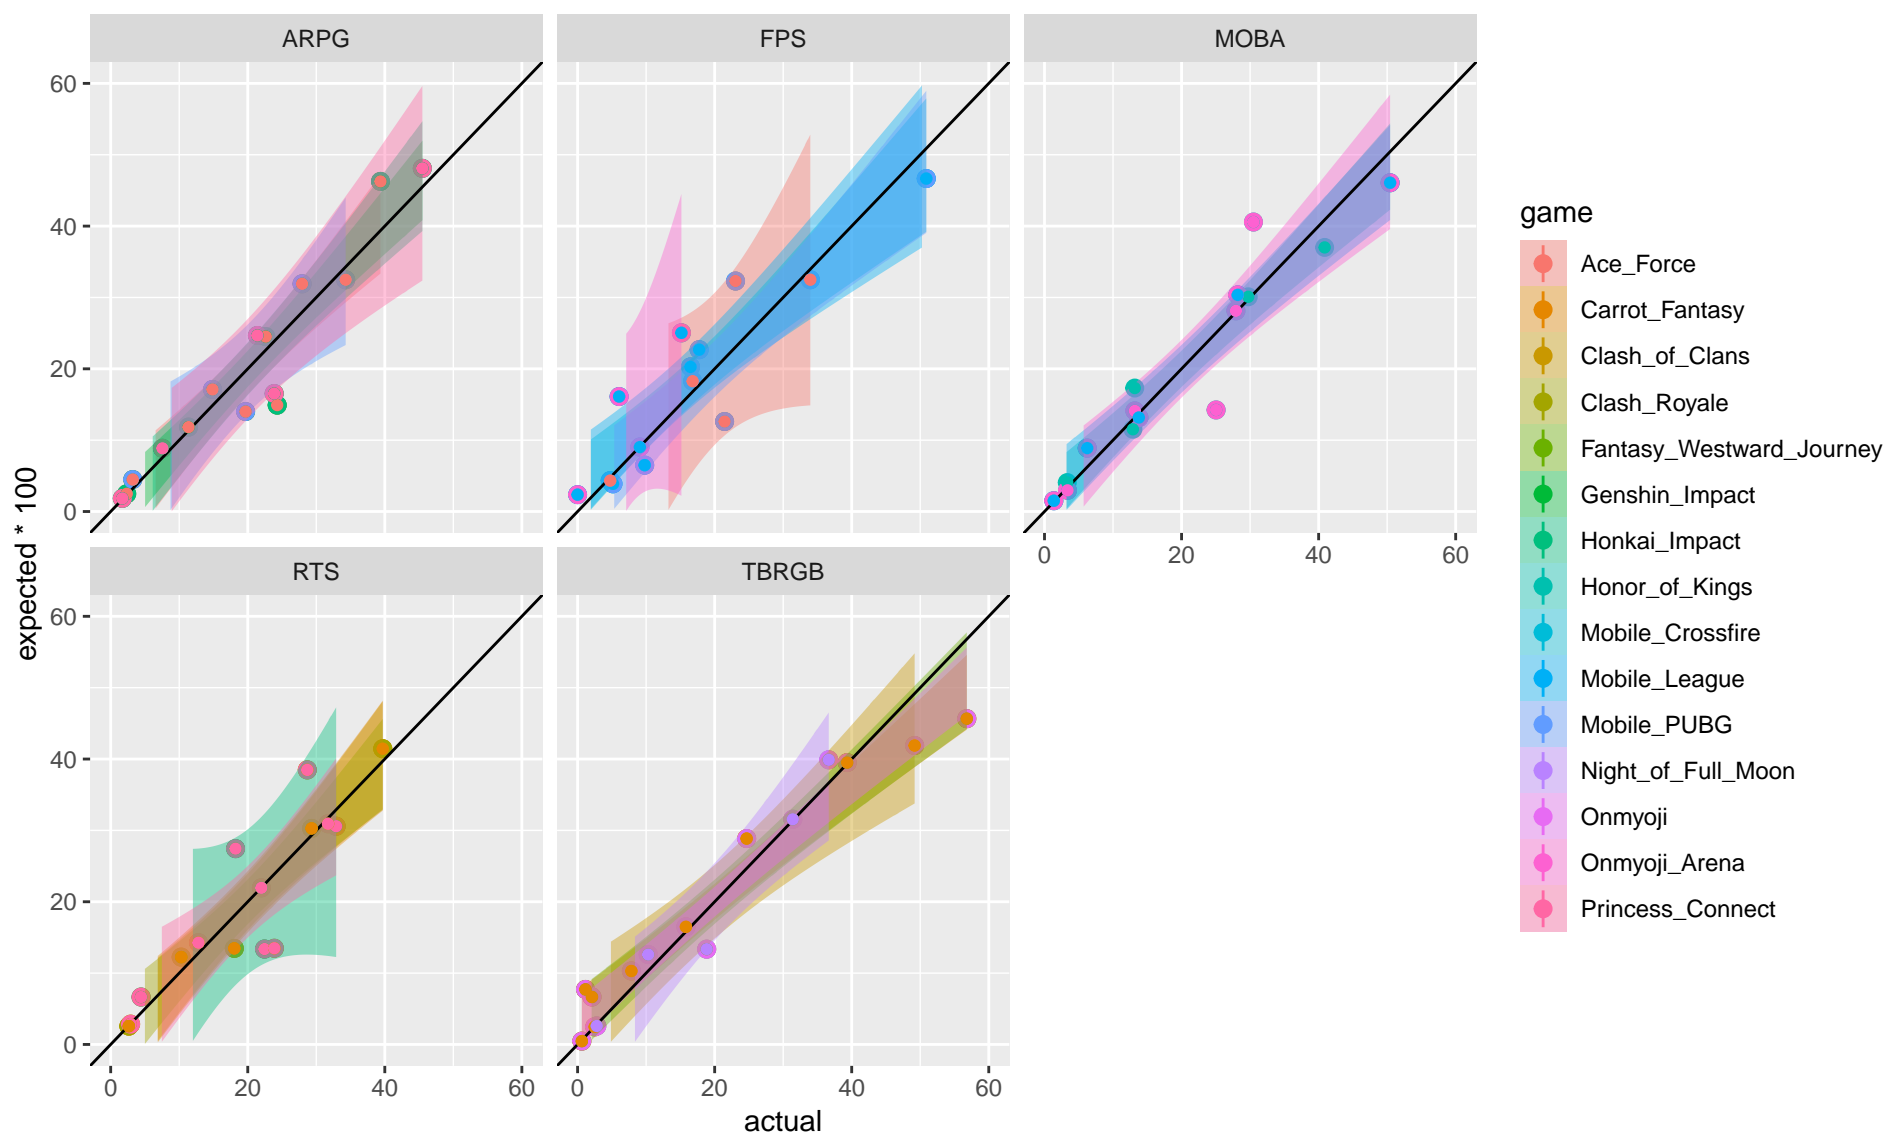 ARPG
FPS
MOBA
60
40
20
0
0
20
40
60
RTS
TBRGB
60
40
20
0
0
20
40
60
0
20
40
60
expected * 100
actual
game
Ace_Force
Carrot_Fantasy
Clash_of_Clans
Clash_Royale
Fantasy_Westward_Journey
Genshin_Impact
Honkai_Impact
Honor_of_Kings
Mobile_Crossfire
Mobile_League
Mobile_PUBG
Night_of_Full_Moon
Onmyoji
Onmyoji_Arena
Princess_Connect